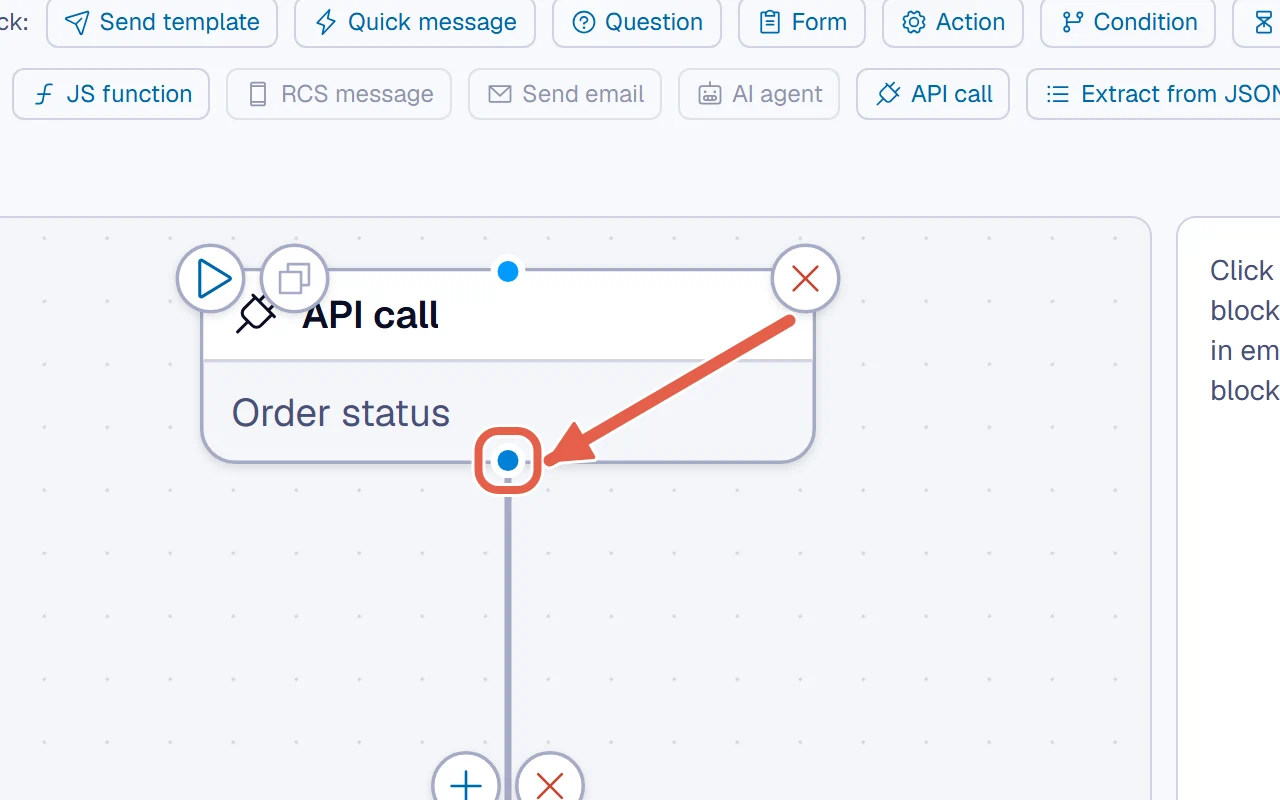 ck: Send template Quick message Question Form Action Condition
JS function RCS message Send email AI agent API call Extract from JSON
API call
Order status
Click
block
in em
block